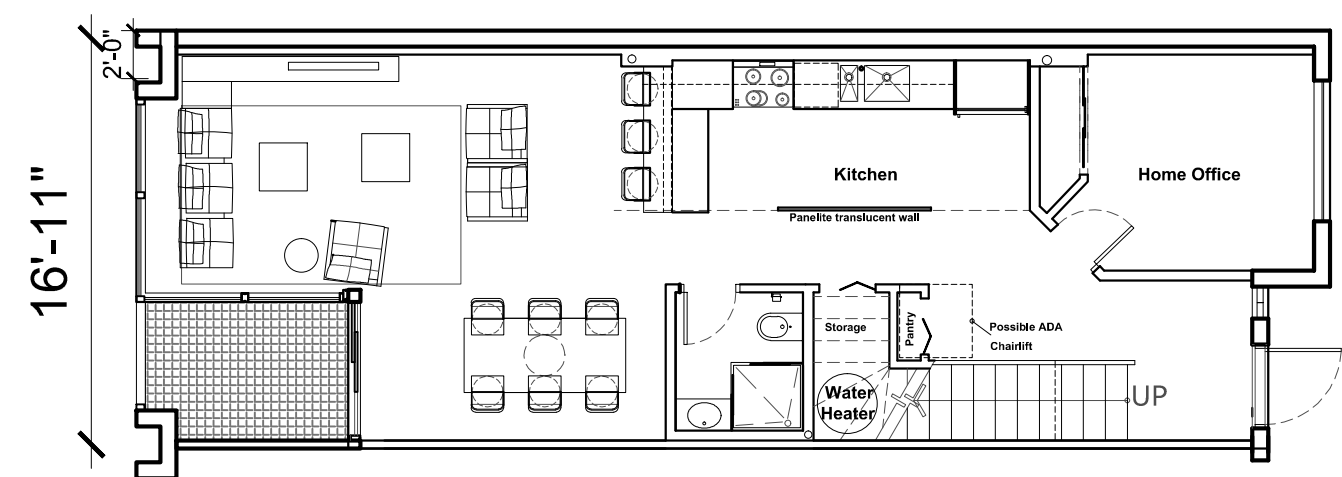 2'-0"
16'-11"
Kitchen
Home Office
Panelite translucent wall
Storage
Pantry
Possible ADA
Chairlift
Water
Heater
UP